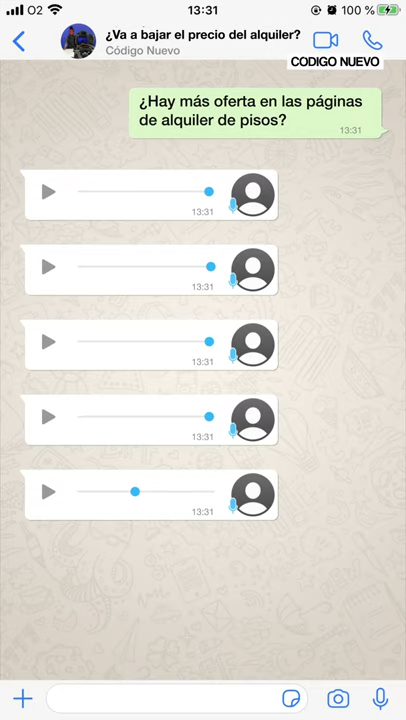 O2
13:31
100 %
¿Va a bajar el precio del alquiler?
Código Nuevo
CODIGO NUEVO
¿Hay más oferta en las páginas
de alquiler de pisos?
13:31
13:31
13:31
13:31
13:31
13:31